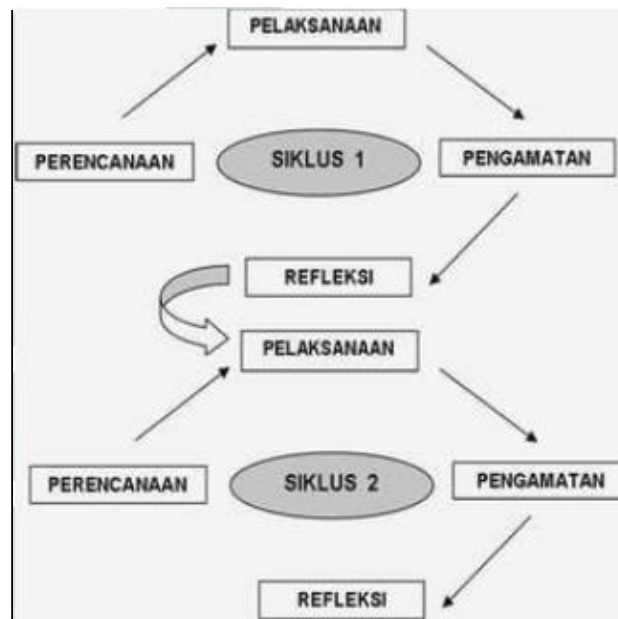 PELAKSANAAN
PERENCANAAN
SIKLUS 1
PENGAMATAN
REFLEKSI
PELAKSANAAN
PERENCANAAN
SIKLUS 2
PENGAMATAN
REFLEKSI